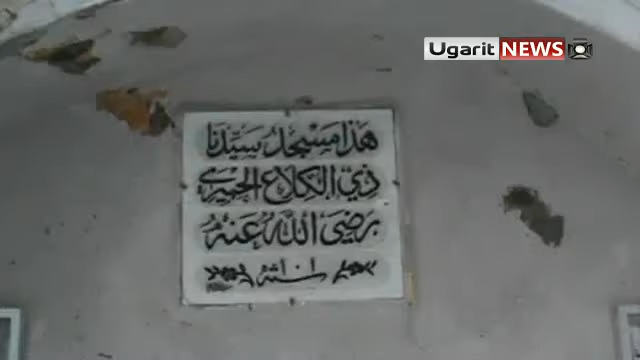 Ugarit NEWS
هذا مسجد سيدنا
ذي الكلاع الحميري
رضي الله عنه